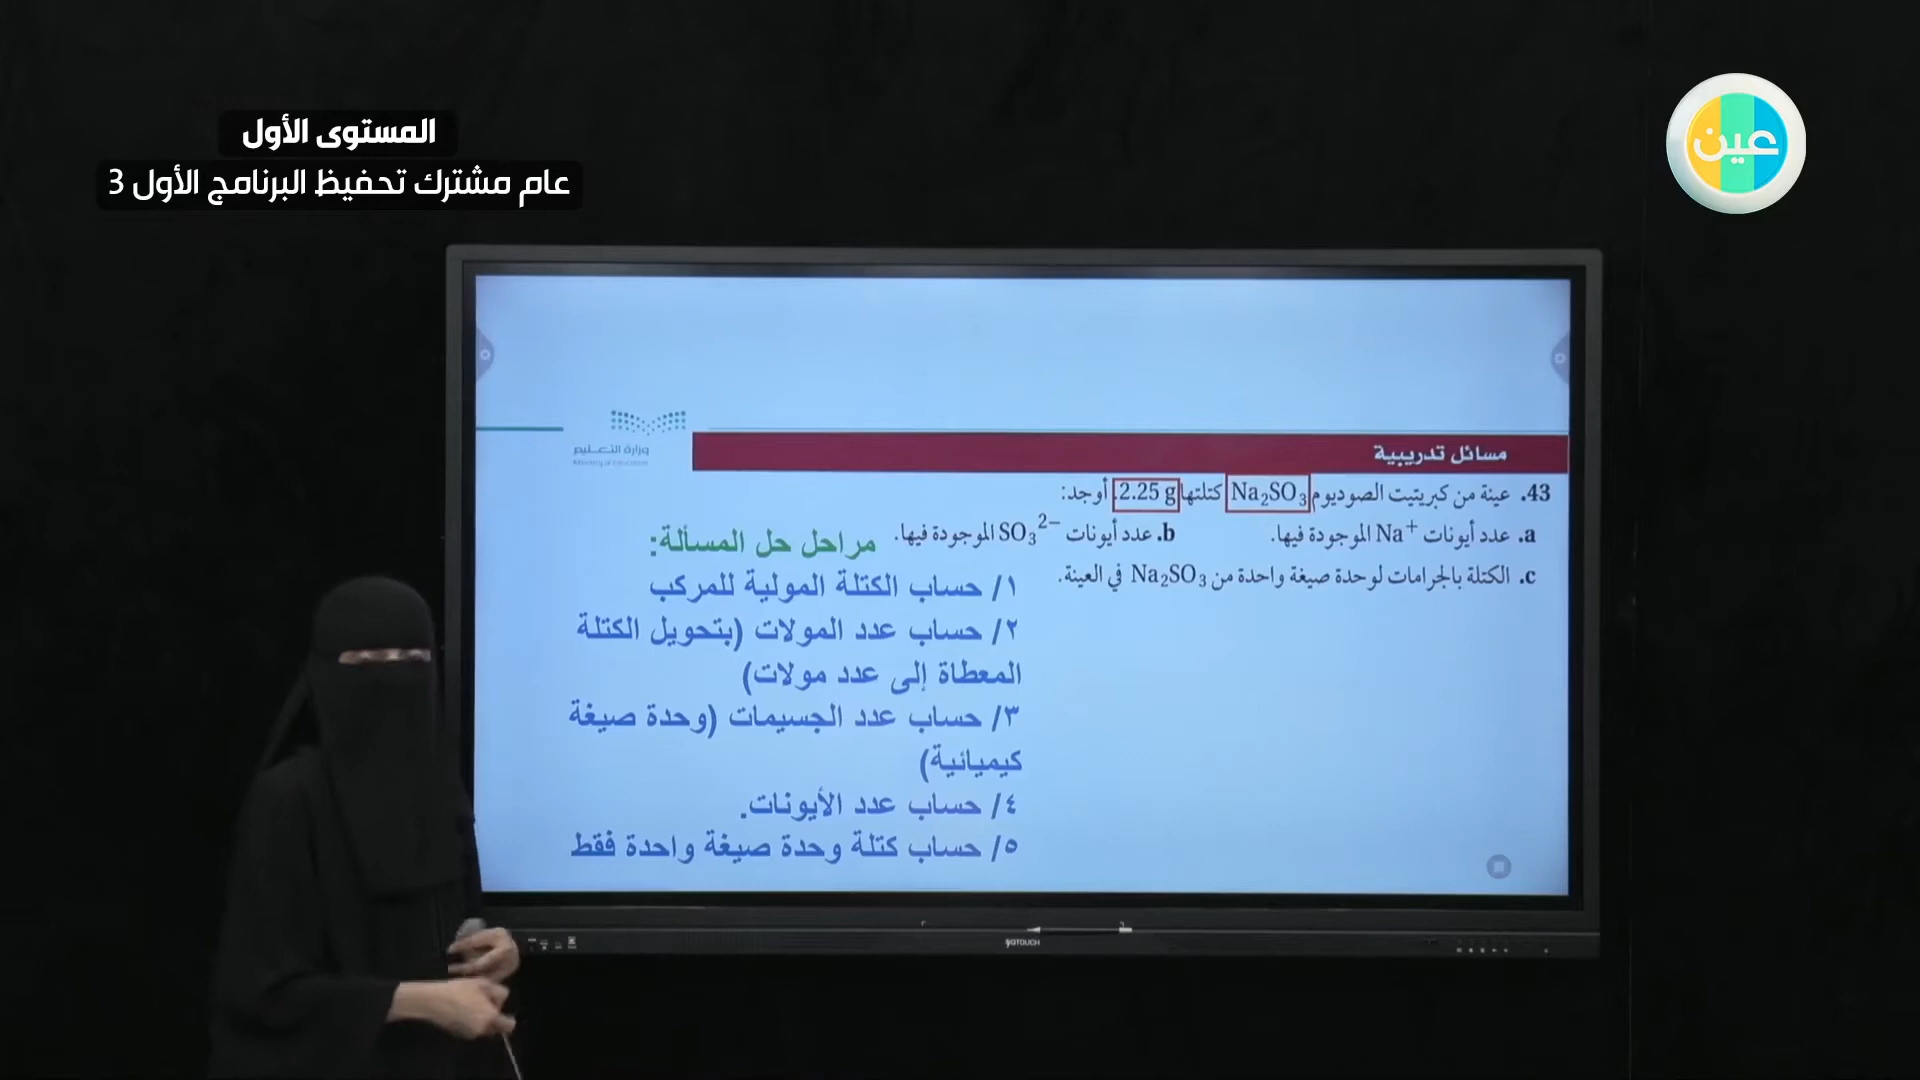 المستوى الأول
عام مشترك تحفيظ البرنامج الأول 3
عين
وزارة التعليم
Ministry of Education
مسائل تدريبية
43. عينة من كبريتيت الصوديوم Na₂SO₃ كتلتها 2.25 g. أوجد:
a. عدد أيونات Na⁺ الموجودة فيها. b. عدد أيونات SO₃²⁻ الموجودة فيها.
c. الكتلة بالجرامات لوحدة صيغة واحدة من Na₂SO₃ في العينة.
مراحل حل المسألة:
١/ حساب الكتلة المولية للمركب
٢/ حساب عدد المولات (بتحويل الكتلة
المعطاة إلى عدد مولات)
٣/ حساب عدد الجسيمات (وحدة صيغة
كيميائية)
٤/ حساب عدد الأيونات.
٥/ حساب كتلة وحدة صيغة واحدة فقط